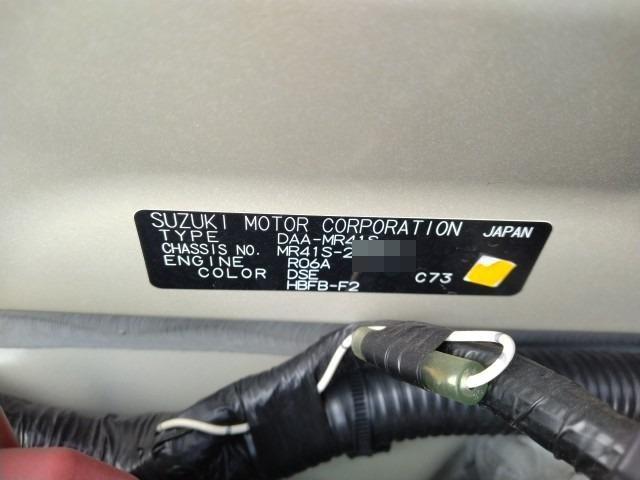 SUZUKI MOTOR CORPORATION JAPAN
TYPE DAA-MR41S
CHASSIS NO. MR41S-2
ENGINE R06A
COLOR DSE C73
HBFB-F2